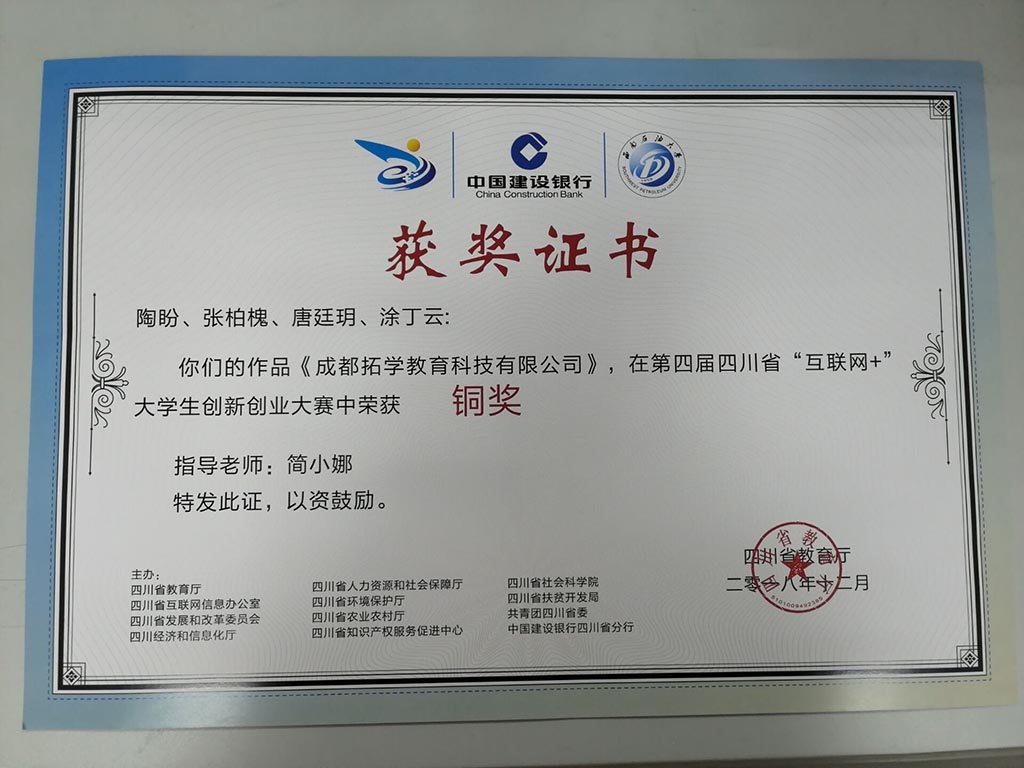 中国建设银行
China Construction Bank
西南石油大学
SOUTHWEST PETROLEUM UNIVERSITY
获奖证书
陶盼、张柏槐、唐廷玥、涂丁云:
你们的作品《成都拓学教育科技有限公司》，在第四届四川省“互联网+”
大学生创新创业大赛中荣获 铜奖
指导老师：简小娜
特发此证，以资鼓励。
四川省教育厅
二零一八年十二月
主办：
四川省教育厅
四川省互联网信息办公室
四川省发展和改革委员会
四川经济和信息化厅
四川省人力资源和社会保障厅
四川省环境保护厅
四川省农业农村厅
四川省知识产权服务促进中心
四川省社会科学院
四川省扶贫开发局
共青团四川省委
中国建设银行四川省分行